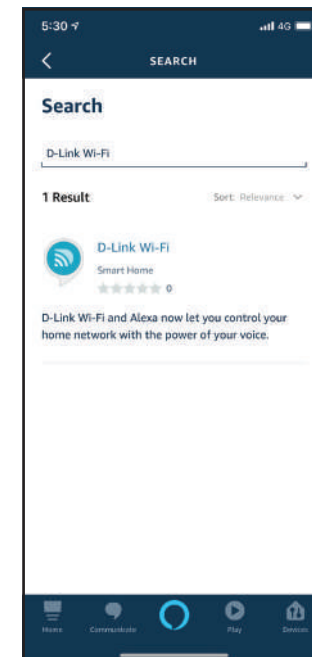 5:30 4G
SEARCH
Search
D-Link Wi-Fi
1 Result Sort: Relevance
D-Link Wi-Fi
Smart Home
0
D-Link Wi-Fi and Alexa now let you control your
home network with the power of your voice.
Home Communicate Play Devices